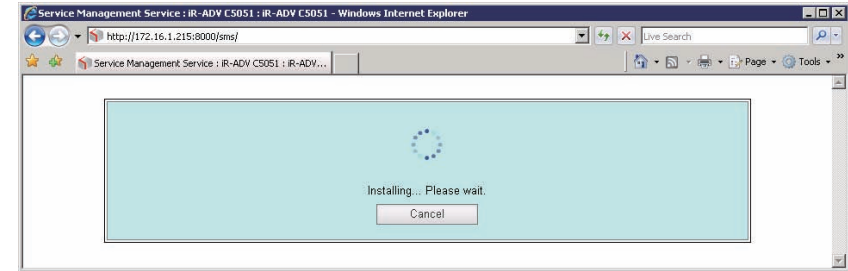 Service Management Service : iR-ADV C5051 : iR-ADV C5051 - Windows Internet Explorer
http://172.16.1.215:8000/sms/
Live Search
Service Management Service : iR-ADV C5051 : iR-ADV...
Page
Tools
Installing... Please wait.
Cancel